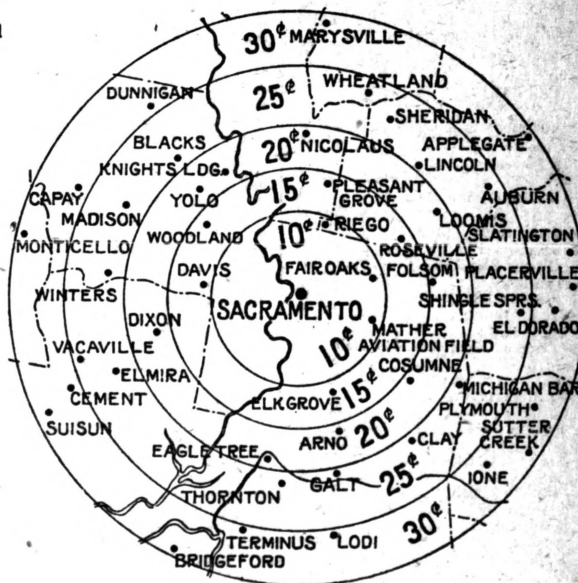 30¢ MARYSVILLE
25¢
WHEATLAND
DUNNIGAN
SHERIDAN
BLACKS
20¢ NICOLAUS
APPLEGATE
KNIGHTS LDG.
LINCOLN
CAPAY
YOLO
15¢
PLEASANT
GROVE
AUBURN
MADISON
LOOMIS
MONTICELLO
WOODLAND
10¢
RIEGO
SLATINGTON
ROSEVILLE
DAVIS
FAIR OAKS
FOLSOM
PLACERVILLE
WINTERS
SACRAMENTO
SHINGLE SPRS.
DIXON
MATHER
AVIATION FIELD
EL DORADO
VACAVILLE
10¢
COSUMNE
ELMIRA
15¢
MICHIGAN BAR
CEMENT
ELK GROVE
PLYMOUTH
SUISUN
ARNO
20¢
CLAY
SUTTER
CREEK
EAGLE TREE
THORNTON
GALT
25¢
IONE
30¢
TERMINUS
LODI
BRIDGEFORD